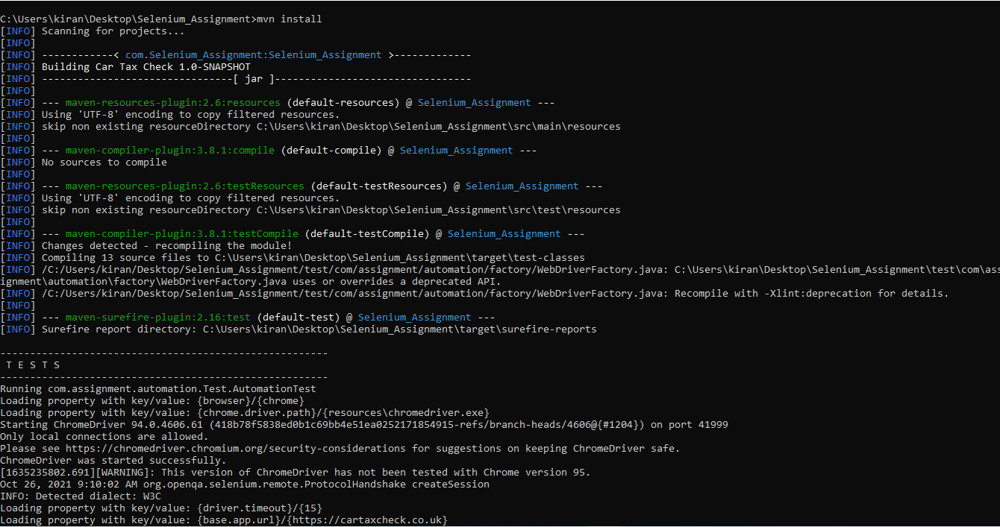 C:\Users\kiran\Desktop\Selenium_Assignment>mvn install
[INFO] Scanning for projects...
[INFO]
[INFO] ------------< com.Selenium_Assignment:Selenium_Assignment >-------------
[INFO] Building Car Tax Check 1.0-SNAPSHOT
[INFO] --------------------------------[ jar ]---------------------------------
[INFO]
[INFO] --- maven-resources-plugin:2.6:resources (default-resources) @ Selenium_Assignment ---
[INFO] Using 'UTF-8' encoding to copy filtered resources.
[INFO] skip non existing resourceDirectory C:\Users\kiran\Desktop\Selenium_Assignment\src\main\resources
[INFO]
[INFO] --- maven-compiler-plugin:3.8.1:compile (default-compile) @ Selenium_Assignment ---
[INFO] No sources to compile
[INFO]
[INFO] --- maven-resources-plugin:2.6:testResources (default-testResources) @ Selenium_Assignment ---
[INFO] Using 'UTF-8' encoding to copy filtered resources.
[INFO] skip non existing resourceDirectory C:\Users\kiran\Desktop\Selenium_Assignment\src\test\resources
[INFO]
[INFO] --- maven-compiler-plugin:3.8.1:testCompile (default-testCompile) @ Selenium_Assignment ---
[INFO] Changes detected - recompiling the module!
[INFO] Compiling 13 source files to C:\Users\kiran\Desktop\Selenium_Assignment\target\test-classes
[INFO] /C:/Users/kiran/Desktop/Selenium_Assignment/test/com/assignment/automation/factory/WebDriverFactory.java: C:\Users\kiran\Desktop\Selenium_Assignment\test\com\ass
ignment\automation\factory\WebDriverFactory.java uses or overrides a deprecated API.
[INFO] /C:/Users/kiran/Desktop/Selenium_Assignment/test/com/assignment/automation/factory/WebDriverFactory.java: Recompile with -Xlint:deprecation for details.
[INFO]
[INFO] --- maven-surefire-plugin:2.16:test (default-test) @ Selenium_Assignment ---
[INFO] Surefire report directory: C:\Users\kiran\Desktop\Selenium_Assignment\target\surefire-reports
-------------------------------------------------------
T E S T S
-------------------------------------------------------
Running com.assignment.automation.Test.AutomationTest
Loading property with key/value: {browser}/{chrome}
Loading property with key/value: {chrome.driver.path}/{resources\chromedriver.exe}
Starting ChromeDriver 94.0.4606.61 (418b78f5838ed0b1c69bb4e51ea0252171854915-refs/branch-heads/4606@{#1204}) on port 41999
Only local connections are allowed.
Please see https://chromedriver.chromium.org/security-considerations for suggestions on keeping ChromeDriver safe.
ChromeDriver was started successfully.
[1635235802.691][WARNING]: This version of ChromeDriver has not been tested with Chrome version 95.
Oct 26, 2021 9:10:02 AM org.openqa.selenium.remote.ProtocolHandshake createSession
INFO: Detected dialect: W3C
Loading property with key/value: {driver.timeout}/{15}
Loading property with key/value: {base.app.url}/{https://cartaxcheck.co.uk}